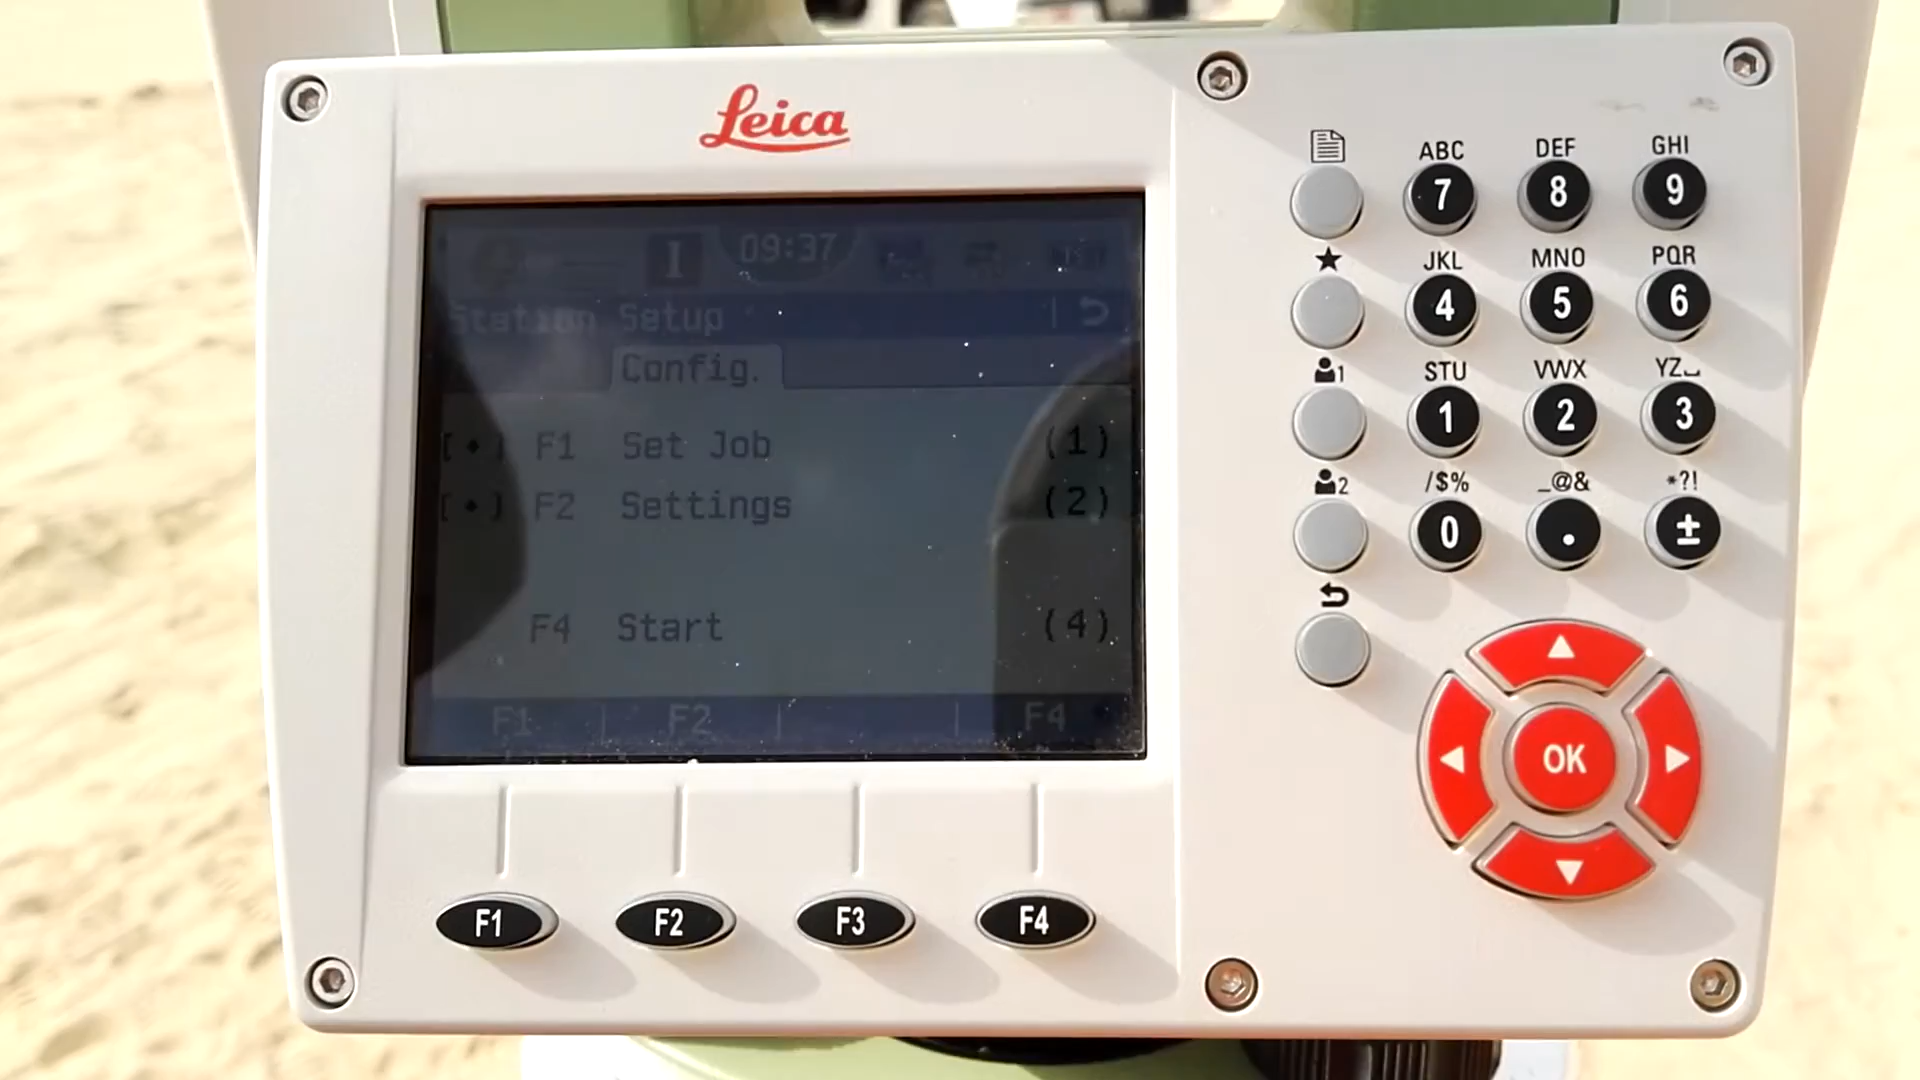 Leica
I 09:37
Station Setup
Config.
[•] F1 Set Job (1)
[•] F2 Settings (2)
F4 Start (4)
F1 F2 F4
F1 F2 F3 F4
ABC DEF GHI
7 8 9
JKL MNO PQR
4 5 6
1 STU VWX YZ⎵
1 2 3
2 /$% _@& *?!
0 . ±
OK